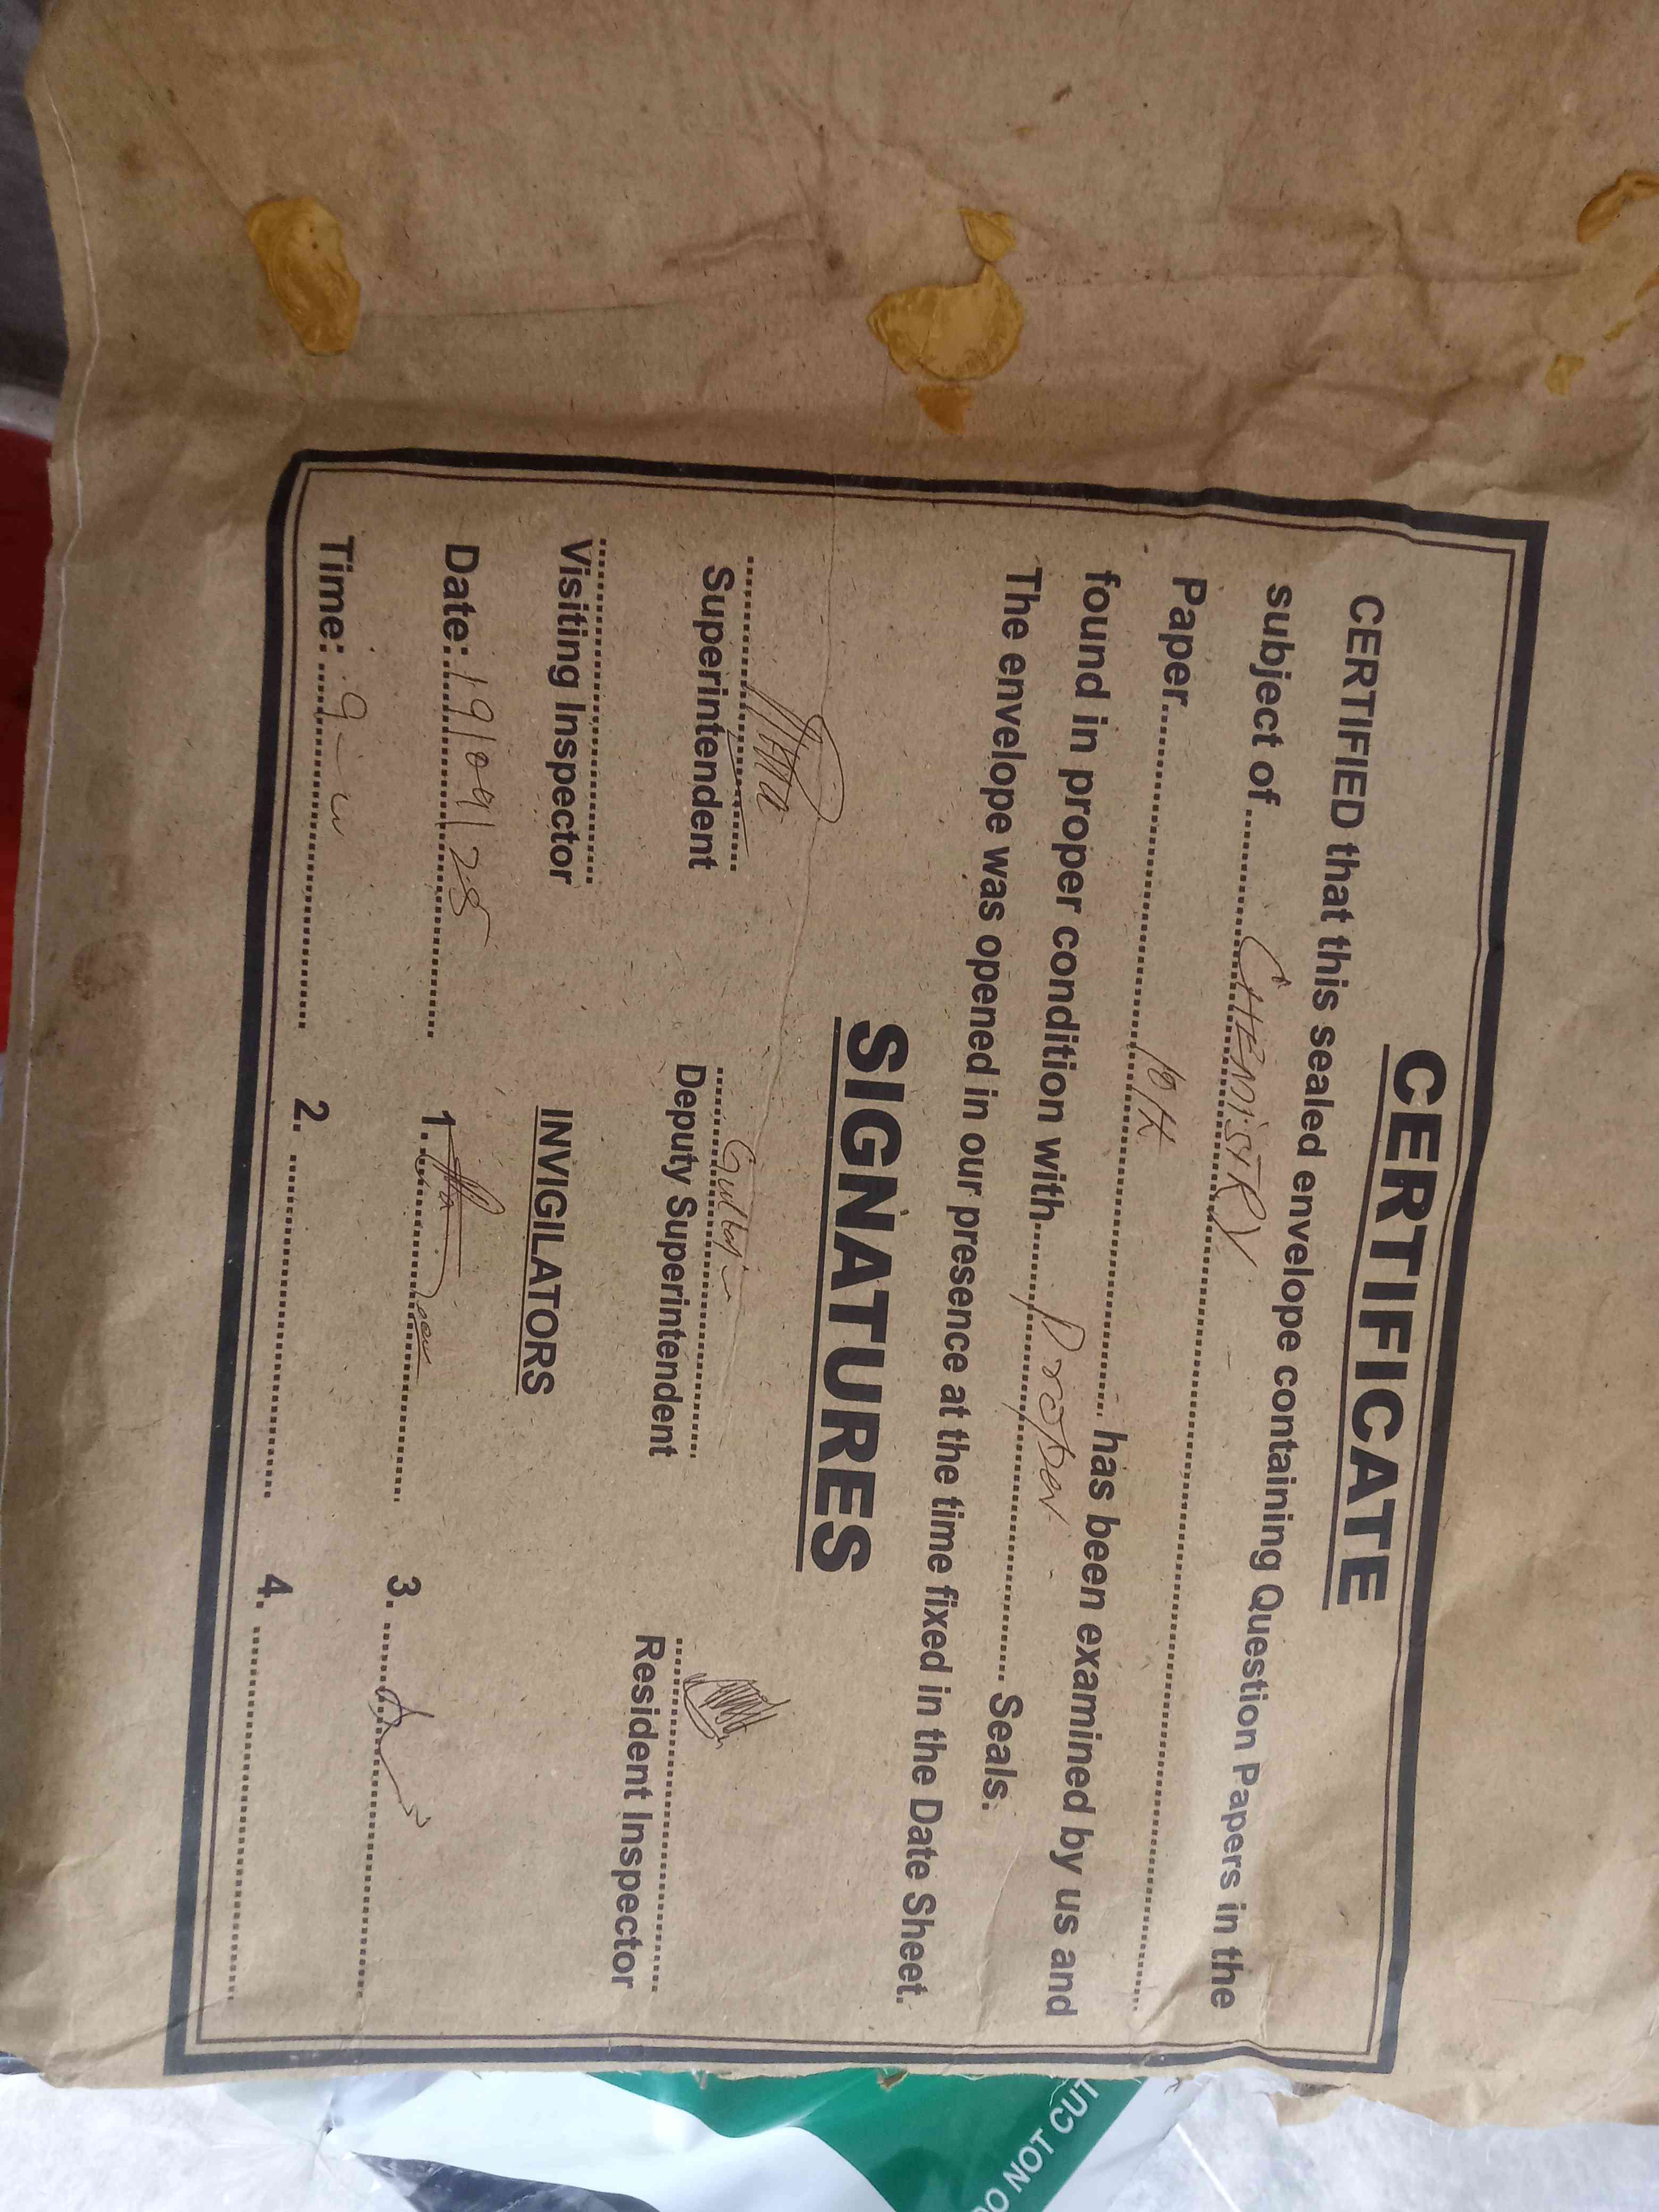 CERTIFICATE
CERTIFIED that this sealed envelope containing Question Papers in the
subject of .......... CHEMISTRY ..........
Paper .......... 10th .......... has been examined by us and
found in proper condition with .......... Proper .......... Seals.
The envelope was opened in our presence at the time fixed in the Date Sheet.
SIGNATURES
Superintendent Deputy Superintendent Resident Inspector
Visiting Inspector INVIGILATORS
Date: 19/09/25 1. 3.
Time: 2. 4.
DO NOT CUT